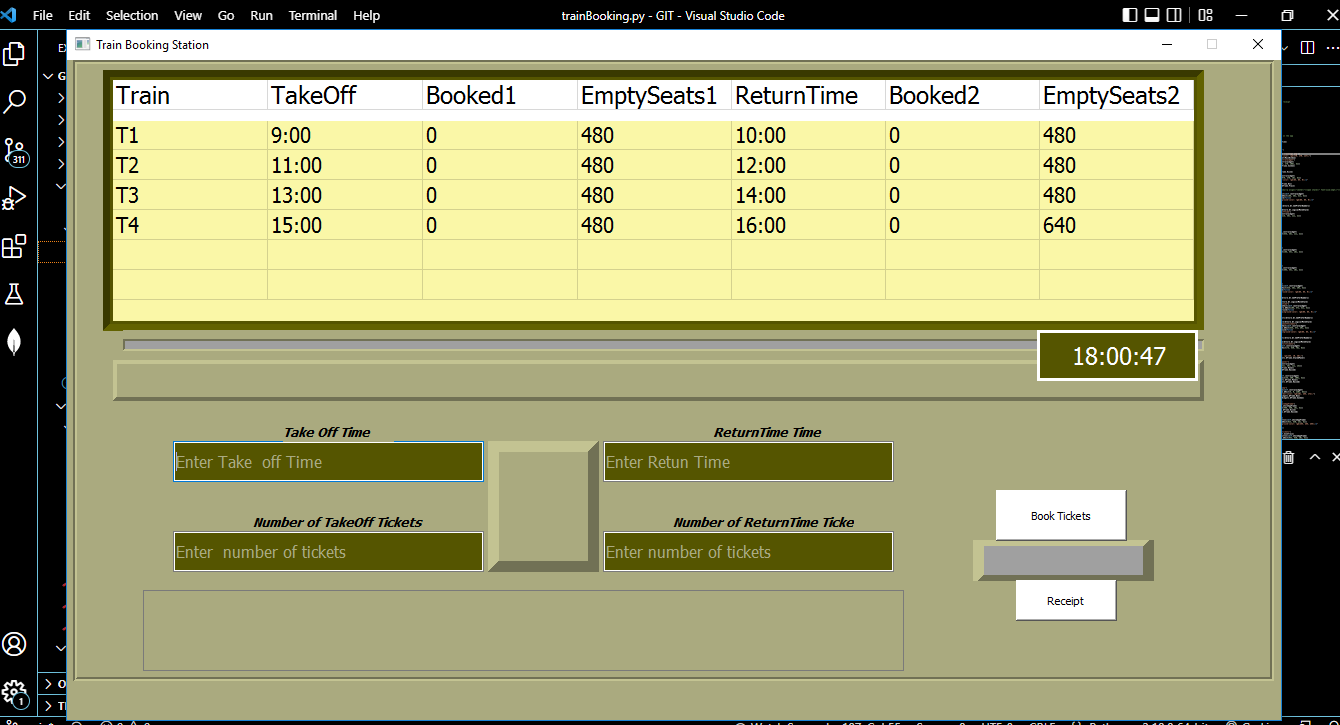 File Edit Selection View Go Run Terminal Help trainBooking.py - GIT - Visual Studio Code
Train Booking Station
Train TakeOff Booked1 EmptySeats1 ReturnTime Booked2 EmptySeats2
T1 9:00 0 480 10:00 0 480
T2 11:00 0 480 12:00 0 480
T3 13:00 0 480 14:00 0 480
T4 15:00 0 480 16:00 0 640
311
18:00:47
Take Off Time ReturnTime Time
Enter Take off Time Enter Retun Time
Number of TakeOff Tickets Number of ReturnTime Ticke
Enter number of tickets Enter number of tickets
Book Tickets
Receipt
1